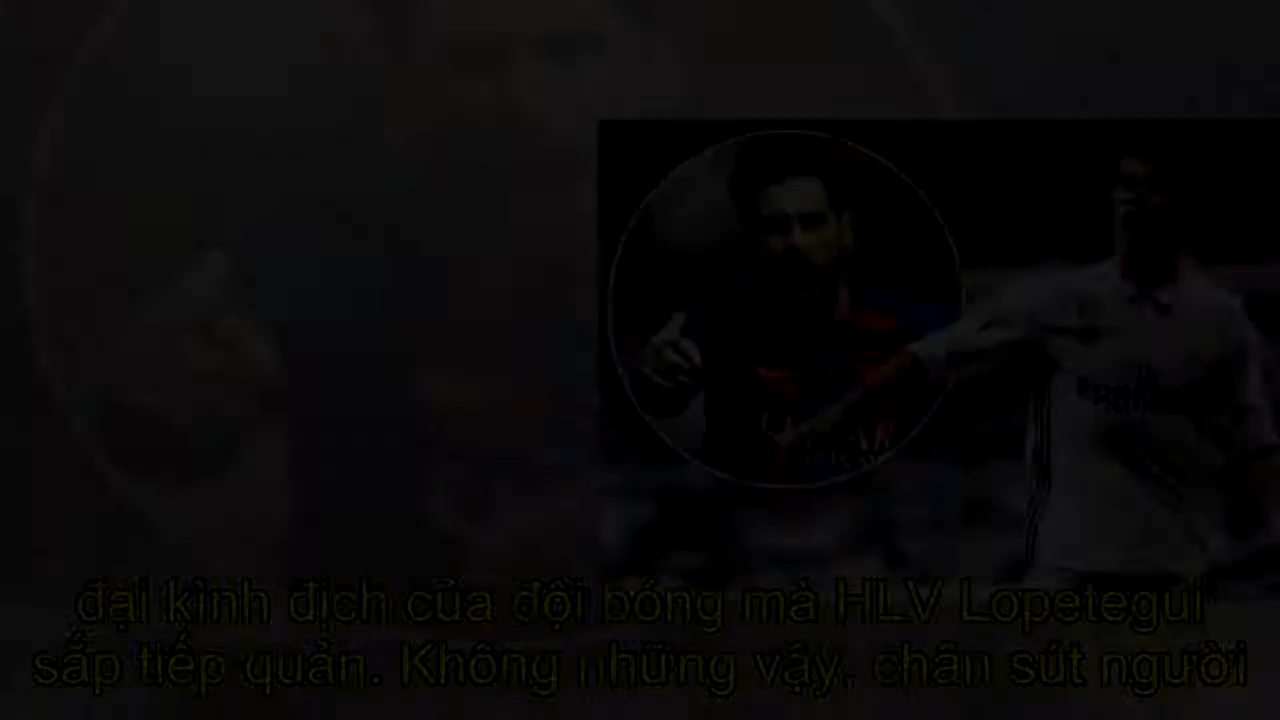 đại kình địch của đội bóng mà HLV Lopetegui
sắp tiếp quản. Không những vậy, chân sút người